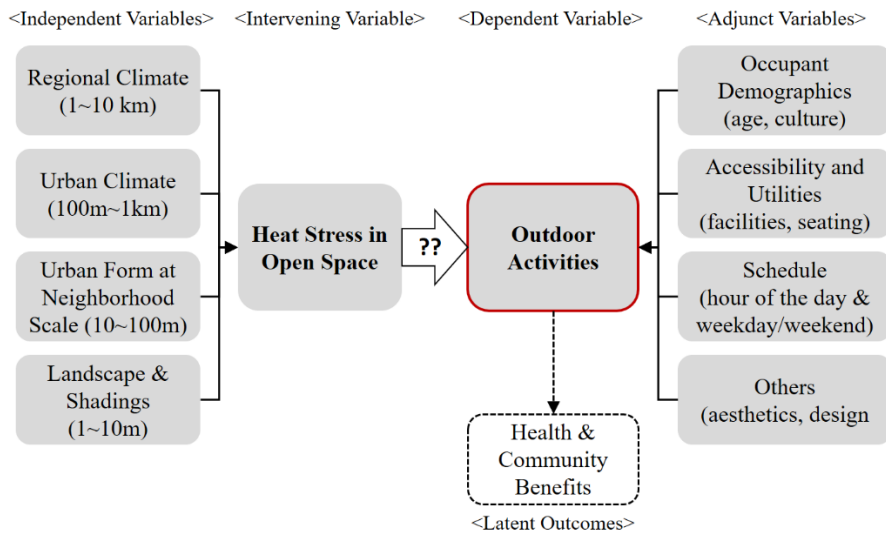 <Independent Variables>
<Intervening Variable>
<Dependent Variable>
<Adjunct Variables>
Regional Climate
(1~10 km)
Urban Climate
(100m~1km)
Urban Form at
Neighborhood
Scale (10~100m)
Landscape &
Shadings
(1~10m)
Heat Stress in
Open Space
??
Outdoor
Activities
Health &
Community
Benefits
<Latent Outcomes>
Occupant
Demographics
(age, culture)
Accessibility and
Utilities
(facilities, seating)
Schedule
(hour of the day &
weekday/weekend)
Others
(aesthetics, design